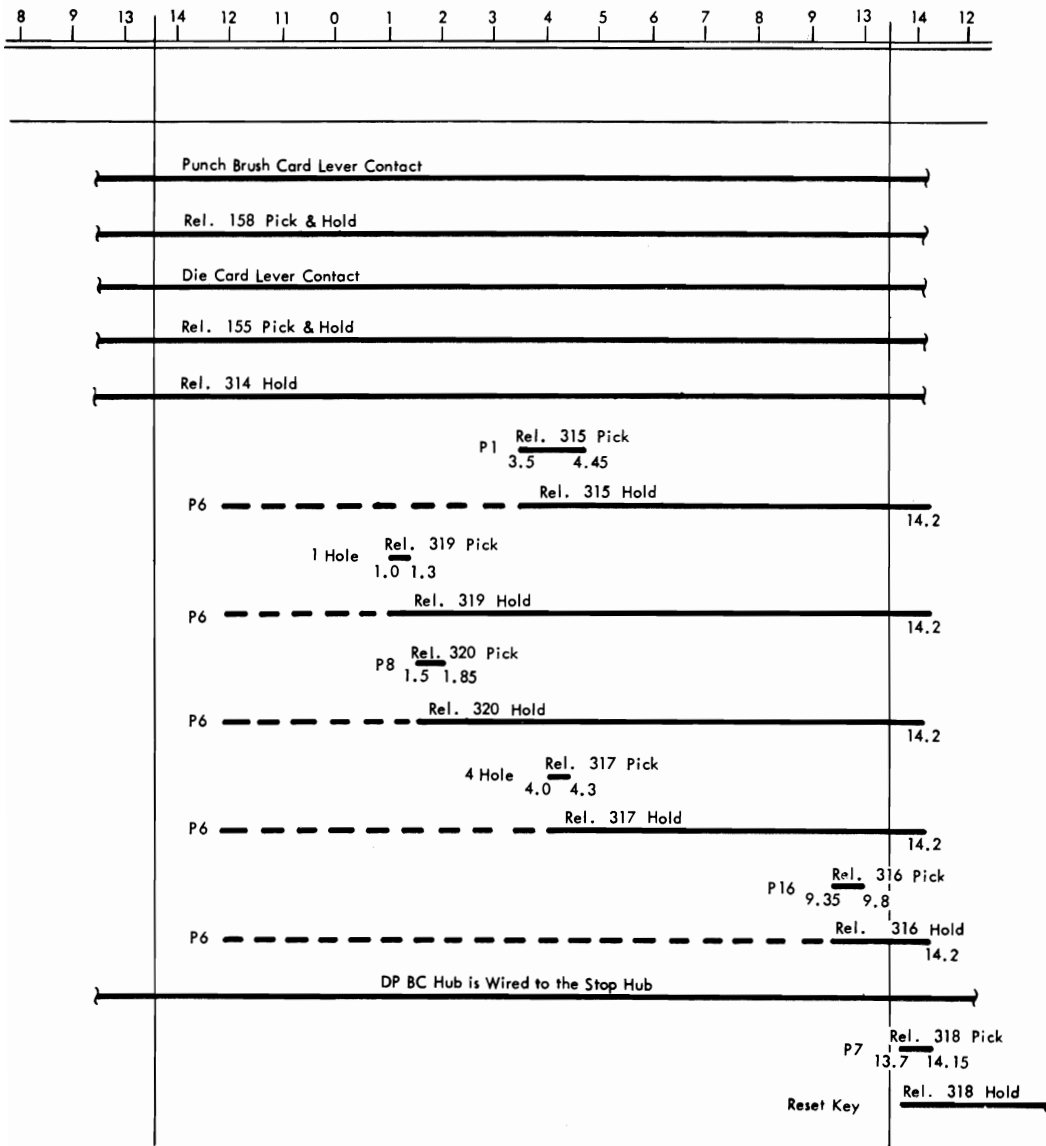 8 9 13 14 12 11 0 1 2 3 4 5 6 7 8 9 13 14 12
Punch Brush Card Lever Contact
Rel. 158 Pick & Hold
Die Card Lever Contact
Rel. 155 Pick & Hold
Rel. 314 Hold
Rel. 315 Pick
P1
3.5 4.45
Rel. 315 Hold
P6
14.2
Rel. 319 Pick
1 Hole
1.0 1.3
Rel. 319 Hold
P6
14.2
Rel. 320 Pick
P8
1.5 1.85
Rel. 320 Hold
P6
14.2
Rel. 317 Pick
4 Hole
4.0 4.3
Rel. 317 Hold
P6
14.2
Rel. 316 Pick
P16
9.35 9.8
Rel. 316 Hold
P6
14.2
DP BC Hub is Wired to the Stop Hub
Rel. 318 Pick
P7
13.7 14.15
Rel. 318 Hold
Reset Key